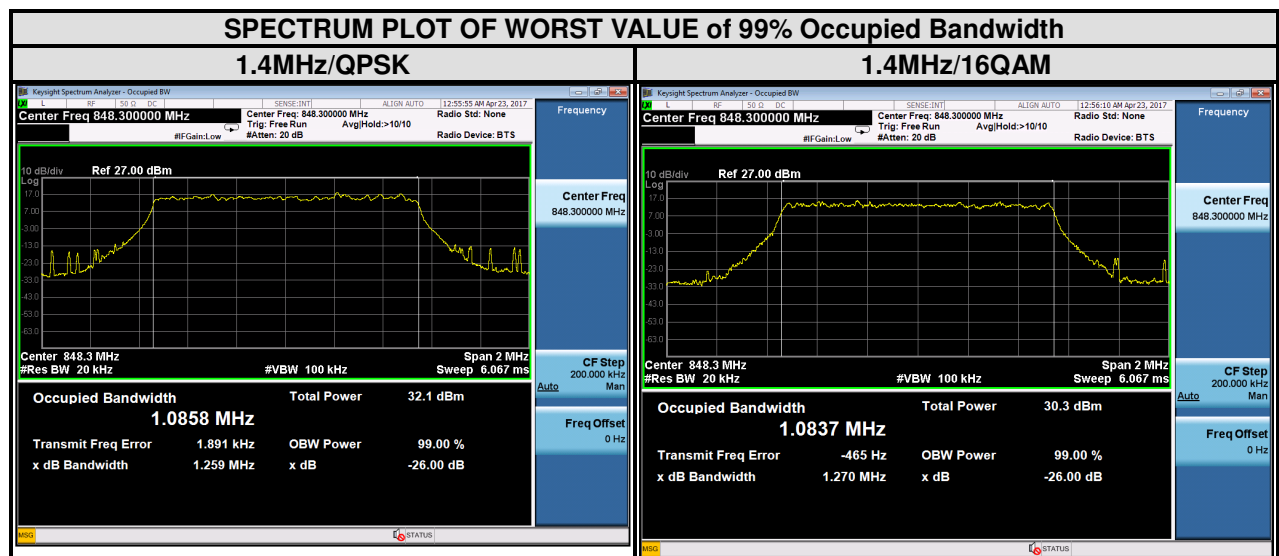 SPECTRUM PLOT OF WORST VALUE of 99% Occupied Bandwidth
1.4MHz/QPSK
1.4MHz/16QAM
Keysight Spectrum Analyzer - Occupied BW
L RF 50 Ω DC SENSE:INT ALIGN AUTO 12:55:55 AM Apr 23, 2017
Center Freq 848.300000 MHz
Center Freq: 848.300000 MHz
Radio Std: None
Trig: Free Run Avg|Hold:>10/10
#IFGain:Low
#Atten: 20 dB
Radio Device: BTS
10 dB/div Ref 27.00 dBm
Log
17.0
7.00
-3.00
-13.0
-23.0
-33.0
-43.0
-53.0
-63.0
Center 848.3 MHz Span 2 MHz
#Res BW 20 kHz #VBW 100 kHz Sweep 6.067 ms
Occupied Bandwidth Total Power 32.1 dBm
1.0858 MHz
Transmit Freq Error 1.891 kHz OBW Power 99.00 %
x dB Bandwidth 1.259 MHz x dB -26.00 dB
MSG STATUS
Frequency
Center Freq
848.300000 MHz
CF Step
200.000 kHz
Auto Man
Freq Offset
0 Hz
Keysight Spectrum Analyzer - Occupied BW
L RF 50 Ω DC SENSE:INT ALIGN AUTO 12:56:10 AM Apr 23, 2017
Center Freq 848.300000 MHz
Center Freq: 848.300000 MHz
Radio Std: None
Trig: Free Run Avg|Hold:>10/10
#IFGain:Low
#Atten: 20 dB
Radio Device: BTS
10 dB/div Ref 27.00 dBm
Log
17.0
7.00
-3.00
-13.0
-23.0
-33.0
-43.0
-53.0
-63.0
Center 848.3 MHz Span 2 MHz
#Res BW 20 kHz #VBW 100 kHz Sweep 6.067 ms
Occupied Bandwidth Total Power 30.3 dBm
1.0837 MHz
Transmit Freq Error -465 Hz OBW Power 99.00 %
x dB Bandwidth 1.270 MHz x dB -26.00 dB
MSG STATUS
Frequency
Center Freq
848.300000 MHz
CF Step
200.000 kHz
Auto Man
Freq Offset
0 Hz